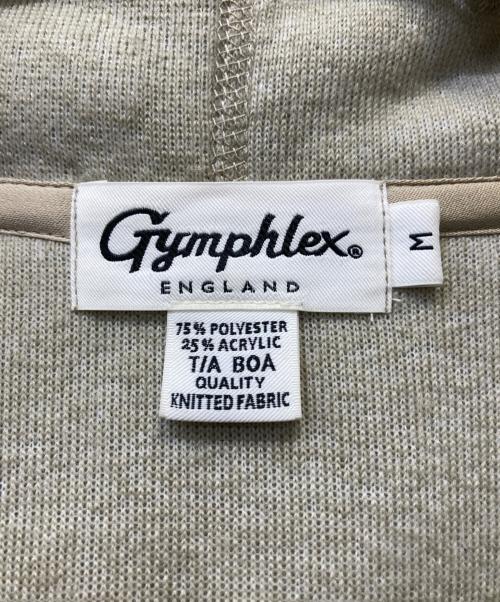 Gymphlex®
ENGLAND
M
75% POLYESTER
25% ACRYLIC
T/A BOA
QUALITY
KNITTED FABRIC